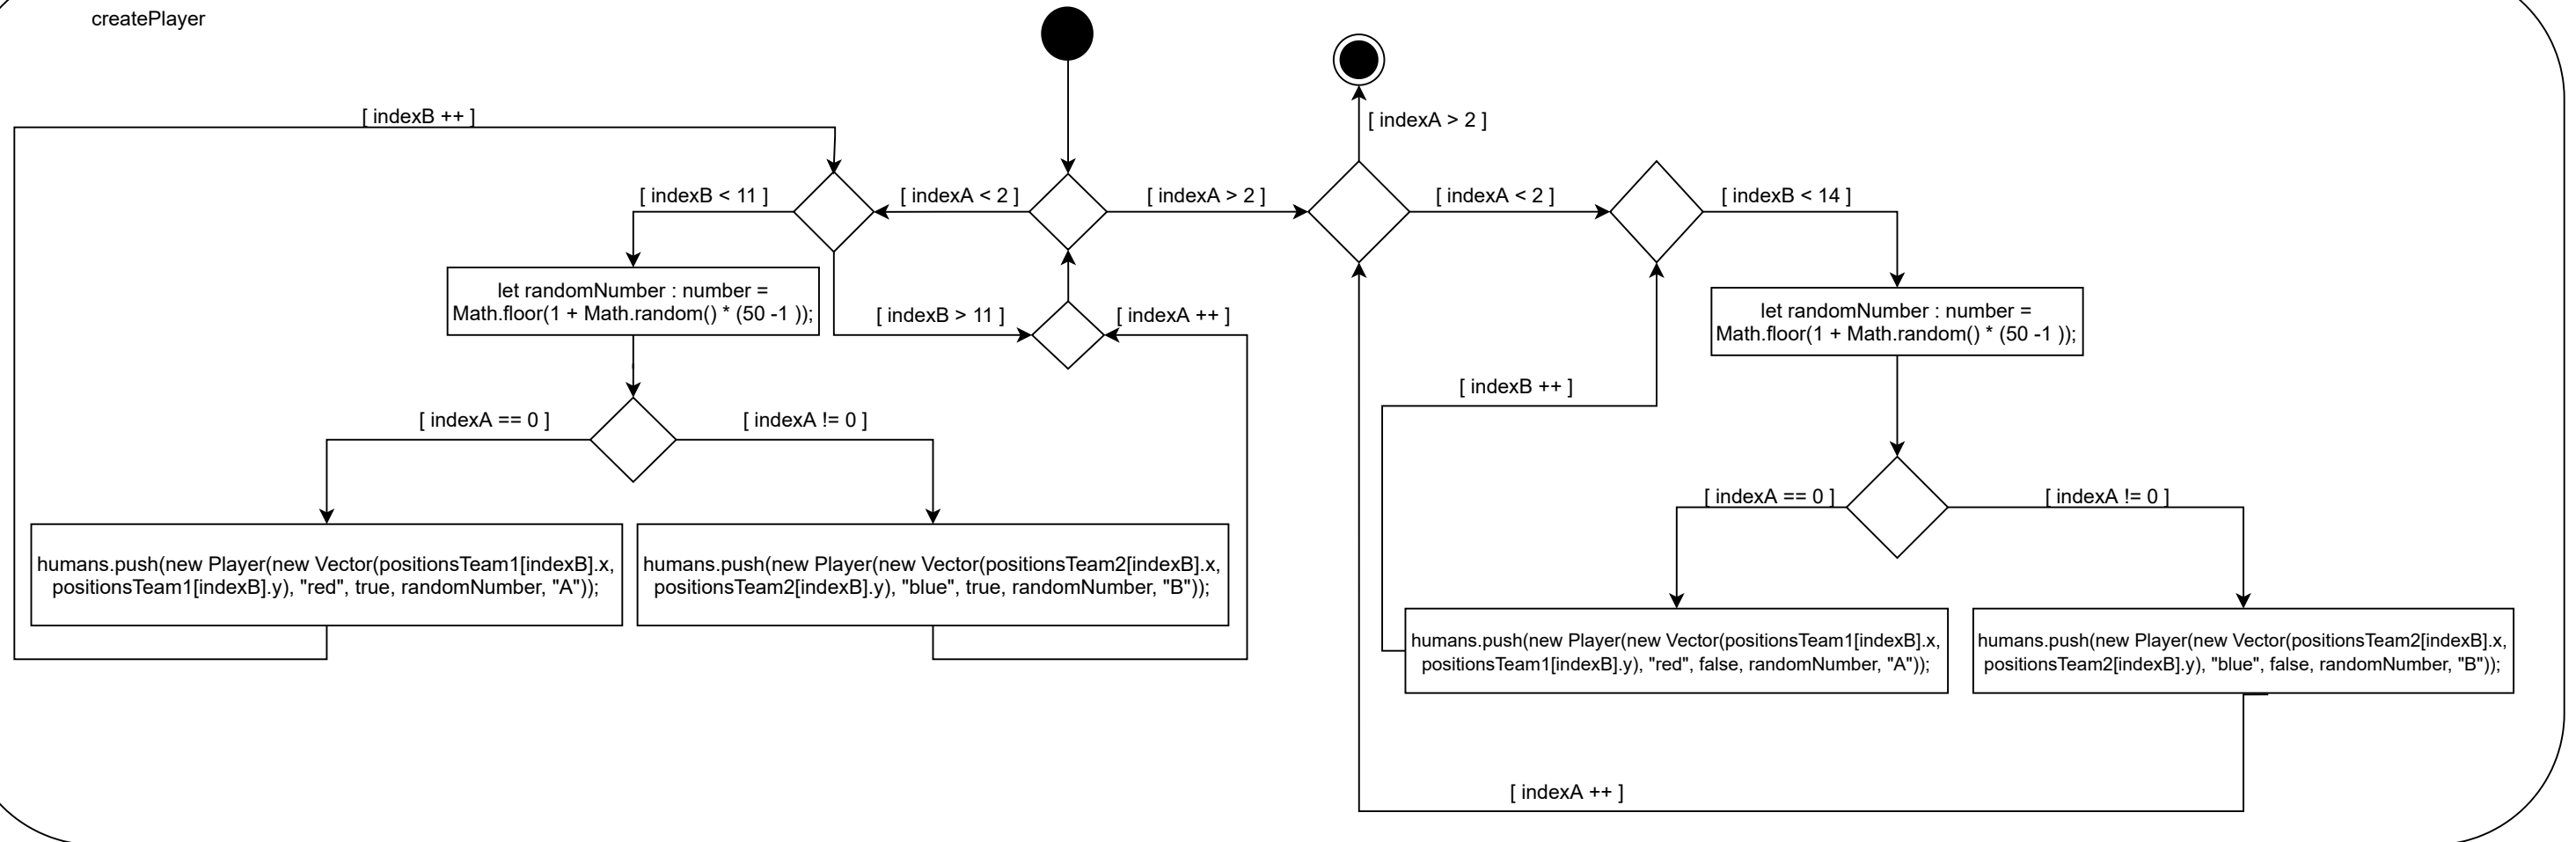 createPlayer
[ indexB ++ ]
[ indexA > 2 ]
[ indexB < 11 ]
[ indexA < 2 ]
[ indexA > 2 ]
[ indexA < 2 ]
[ indexB < 14 ]
let randomNumber : number =
Math.floor(1 + Math.random() * (50 -1 ));
[ indexB > 11 ]
[ indexA ++ ]
let randomNumber : number =
Math.floor(1 + Math.random() * (50 -1 ));
[ indexB ++ ]
[ indexA == 0 ]
[ indexA != 0 ]
[ indexA == 0 ]
[ indexA != 0 ]
humans.push(new Player(new Vector(positionsTeam1[indexB].x,
positionsTeam1[indexB].y), "red", true, randomNumber, "A"));
humans.push(new Player(new Vector(positionsTeam2[indexB].x,
positionsTeam2[indexB].y), "blue", true, randomNumber, "B"));
humans.push(new Player(new Vector(positionsTeam1[indexB].x,
positionsTeam1[indexB].y), "red", false, randomNumber, "A"));
humans.push(new Player(new Vector(positionsTeam2[indexB].x,
positionsTeam2[indexB].y), "blue", false, randomNumber, "B"));
[ indexA ++ ]